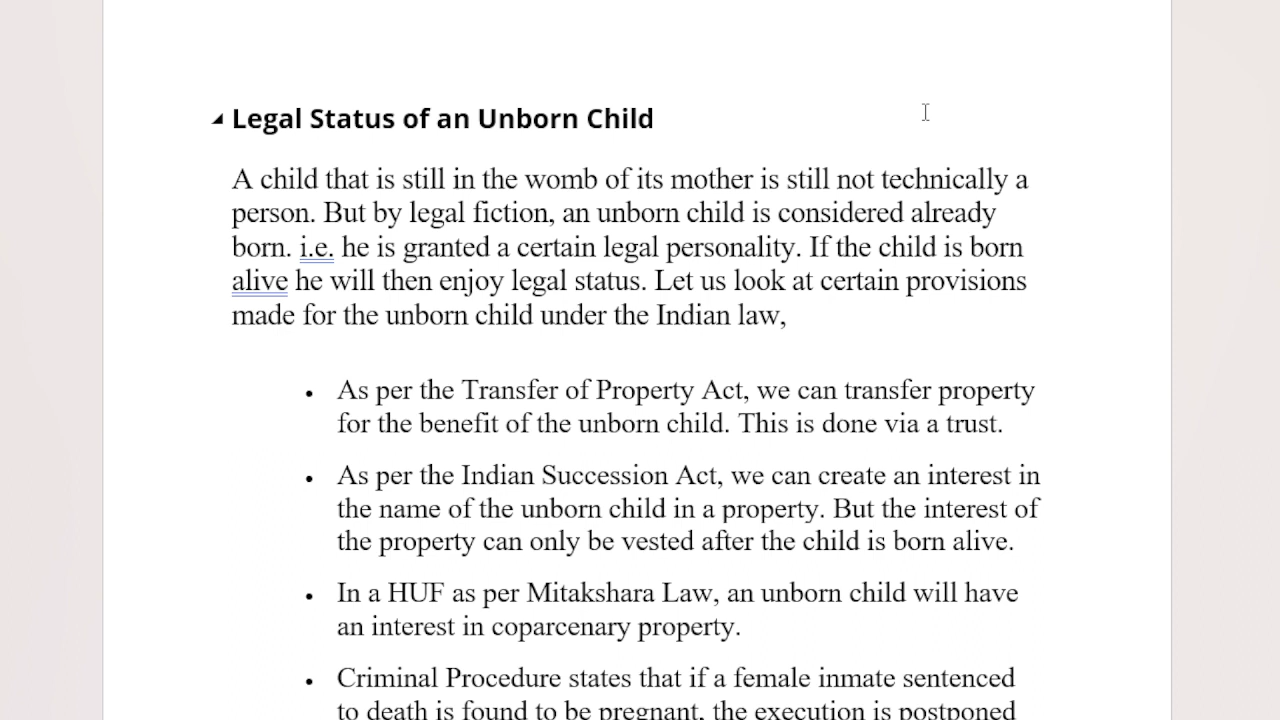 Legal Status of an Unborn Child
A child that is still in the womb of its mother is still not technically a
person. But by legal fiction, an unborn child is considered already
born. i.e. he is granted a certain legal personality. If the child is born
alive he will then enjoy legal status. Let us look at certain provisions
made for the unborn child under the Indian law,
• As per the Transfer of Property Act, we can transfer property
for the benefit of the unborn child. This is done via a trust.
• As per the Indian Succession Act, we can create an interest in
the name of the unborn child in a property. But the interest of
the property can only be vested after the child is born alive.
• In a HUF as per Mitakshara Law, an unborn child will have
an interest in coparcenary property.
• Criminal Procedure states that if a female inmate sentenced
to death is found to be pregnant, the execution is postponed